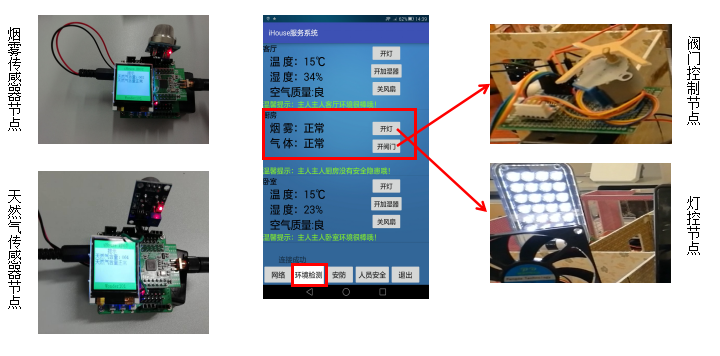 烟雾传感器节点
天然气传感器节点
82% 14:39
iHouse服务系统
客厅
温 度： 15℃
开灯
湿 度： 34%
开加湿器
空气质量:良
关风扇
温馨提示：主人主人客厅环境很棒哦！
厨房
烟 雾： 正常
开灯
气 体： 正常
开阀门
温馨提示：主人主人厨房没有安全隐患哦！
卧室
温 度： 15℃
开灯
湿 度： 23%
开加湿器
空气质量:良
关风扇
温馨提示：主人主人卧室环境很棒哦！
连接成功
网络
环境检测
安防
人员安全
退出
阀门控制节点
灯控节点